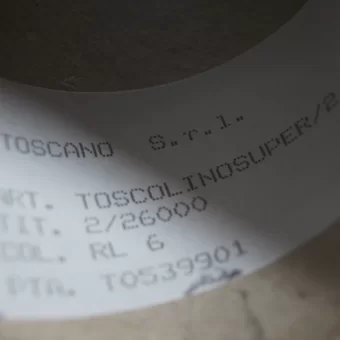 TOSCANO S.r.l.
ART. TOSCOLINOSUPER/2
TIT. 2/26000
COL. RL 6
PTA. T0539901